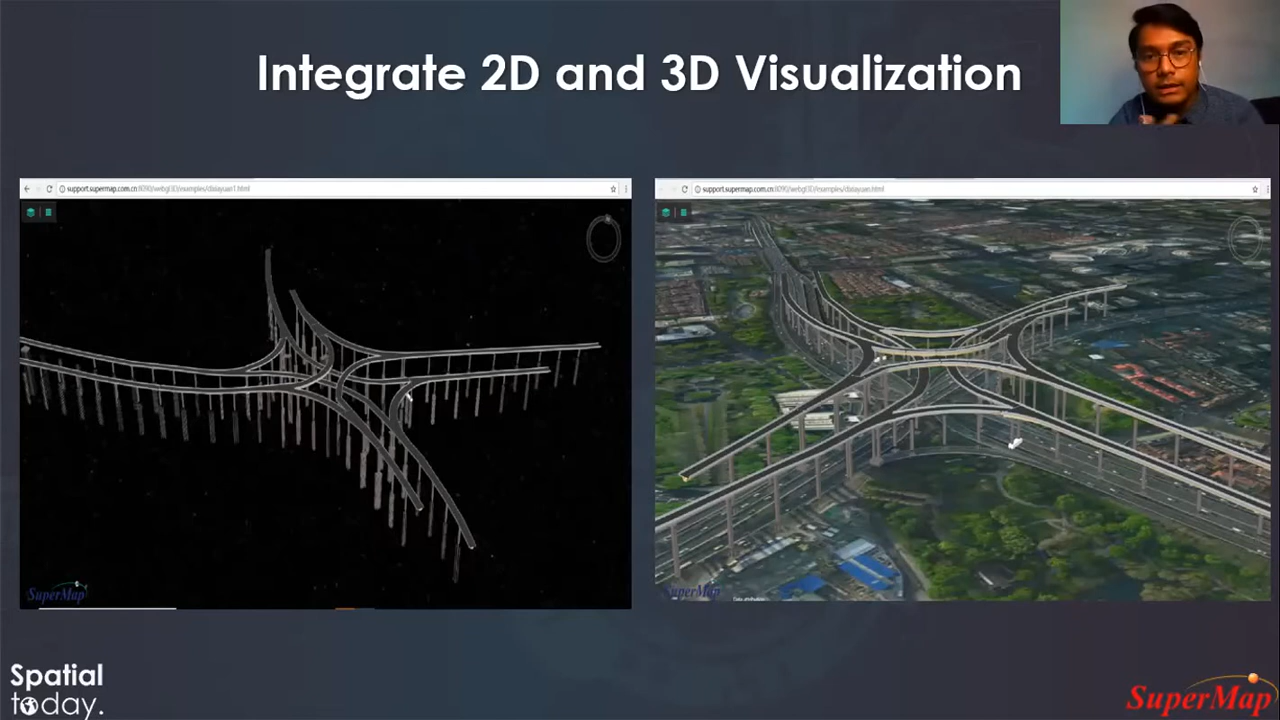 Integrate 2D and 3D Visualization
support.supermap.com.cn:8090/webgl3D/examples/dalayuan1.html
support.supermap.com.cn:8090/webgl3D/examples/dalayuan.html
SuperMap
SuperMap
Spatial
today.
SuperMap